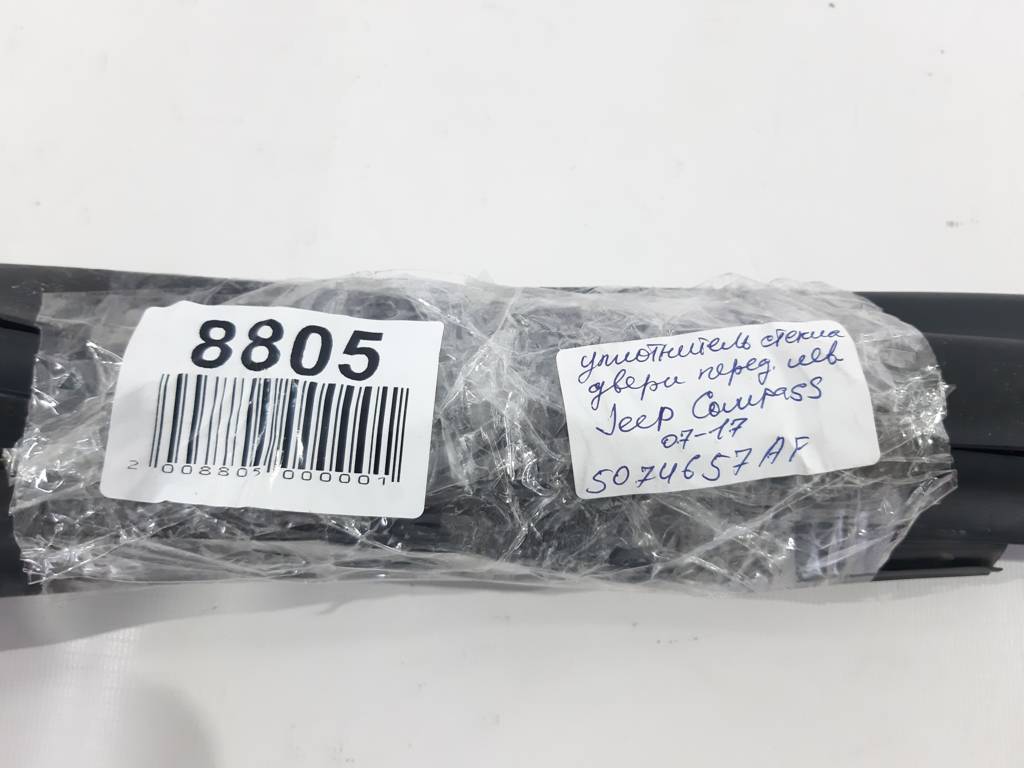 8805
2 008805 000001
уплотнитель стекла
двери перед. лев
Jeep Compass
07-17
5074657AF